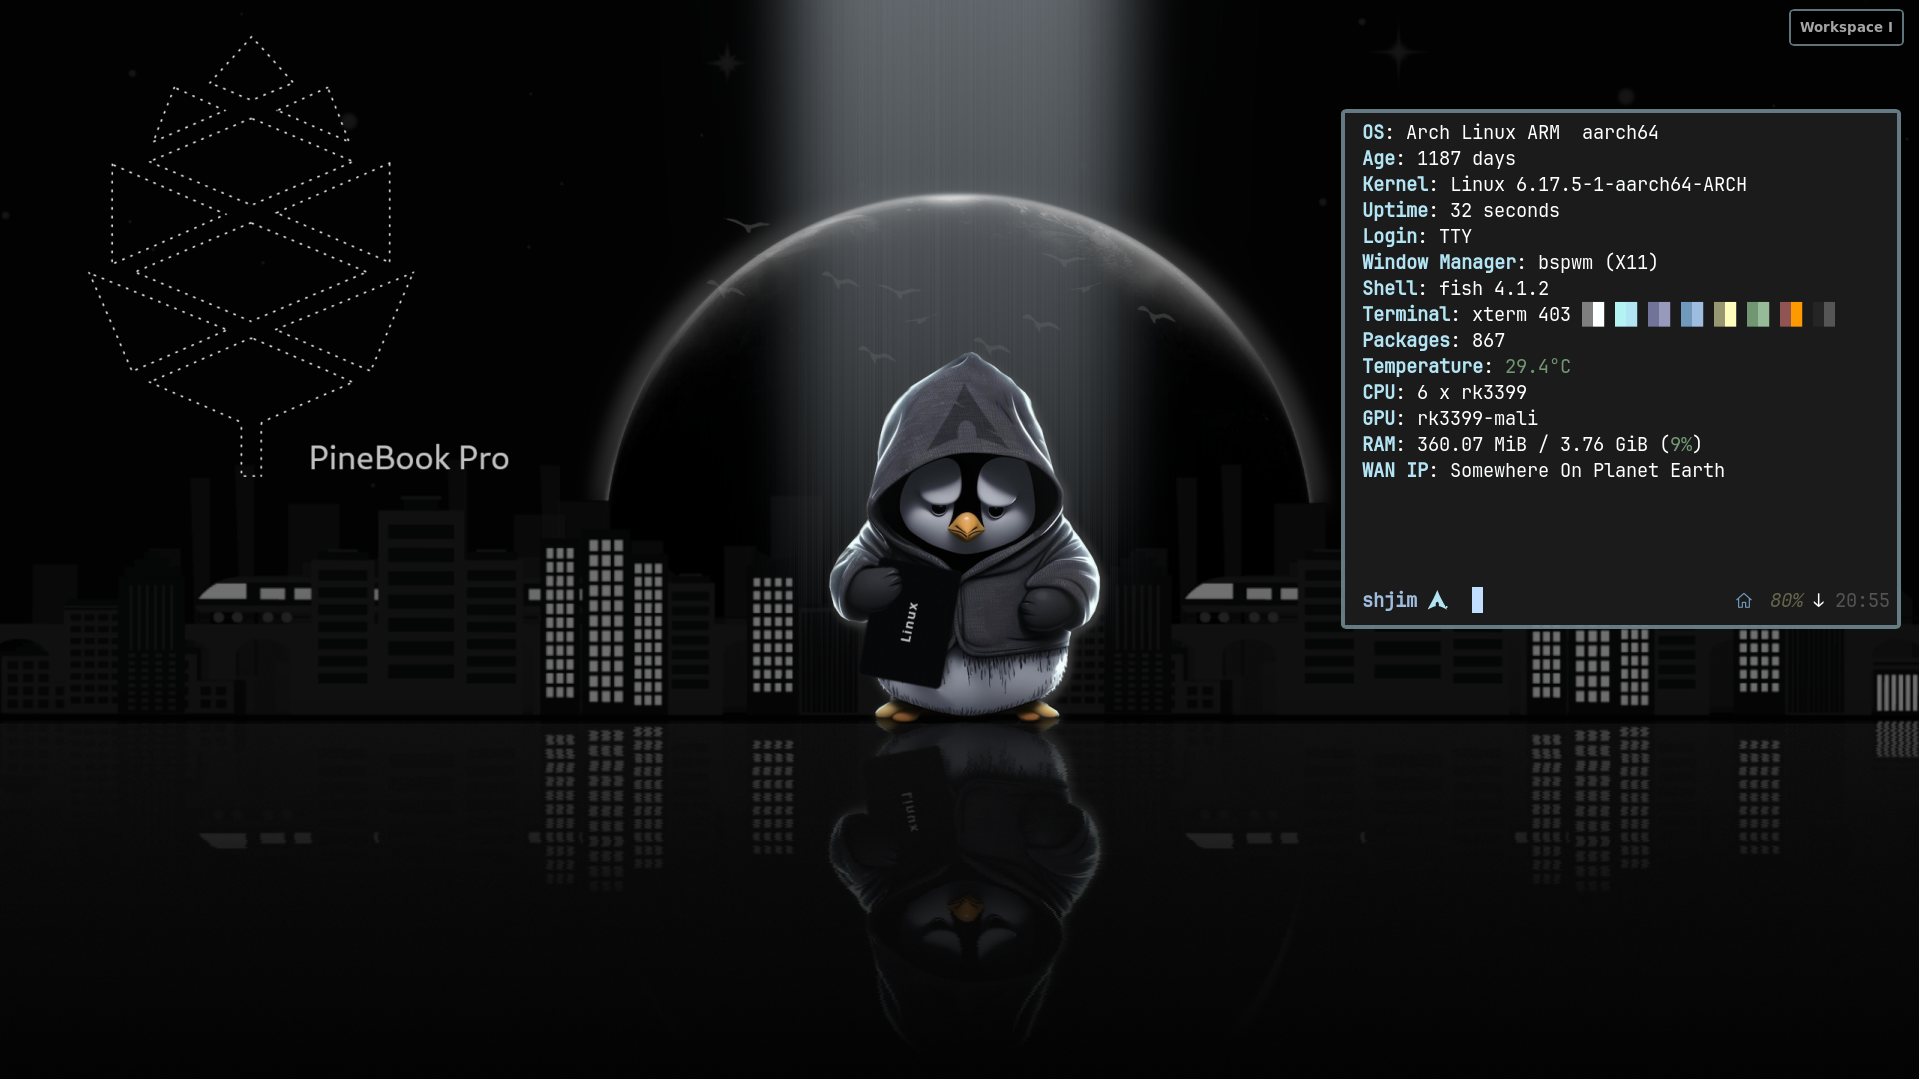 Workspace I
OS: Arch Linux ARM  aarch64
Age: 1187 days
Kernel: Linux 6.17.5-1-aarch64-ARCH
Uptime: 32 seconds
Login: TTY
Window Manager: bspwm (X11)
Shell: fish 4.1.2
Terminal: xterm 403
Packages: 867
Temperature: 29.4°C
CPU: 6 x rk3399
GPU: rk3399-mali
RAM: 360.07 MiB / 3.76 GiB (9%)
WAN IP: Somewhere On Planet Earth
PineBook Pro
shjim 80% ↓ 20:55
Linux